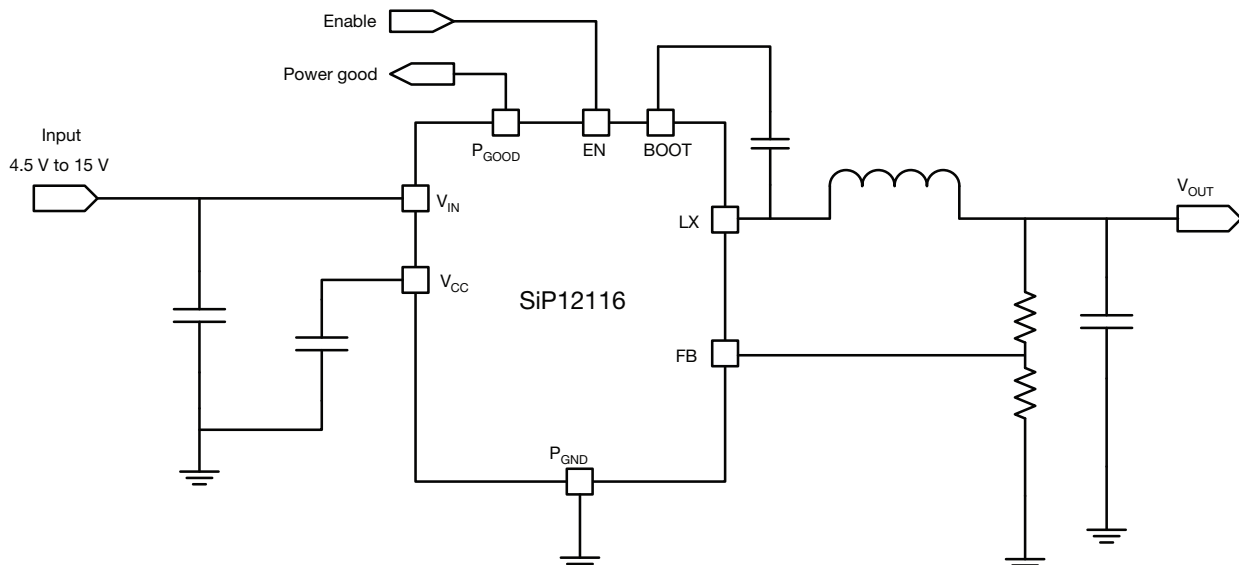 Enable
Power good
Input
4.5 V to 15 V
PGOOD
EN
BOOT
VIN
LX
VOUT
VCC
SiP12116
FB
PGND